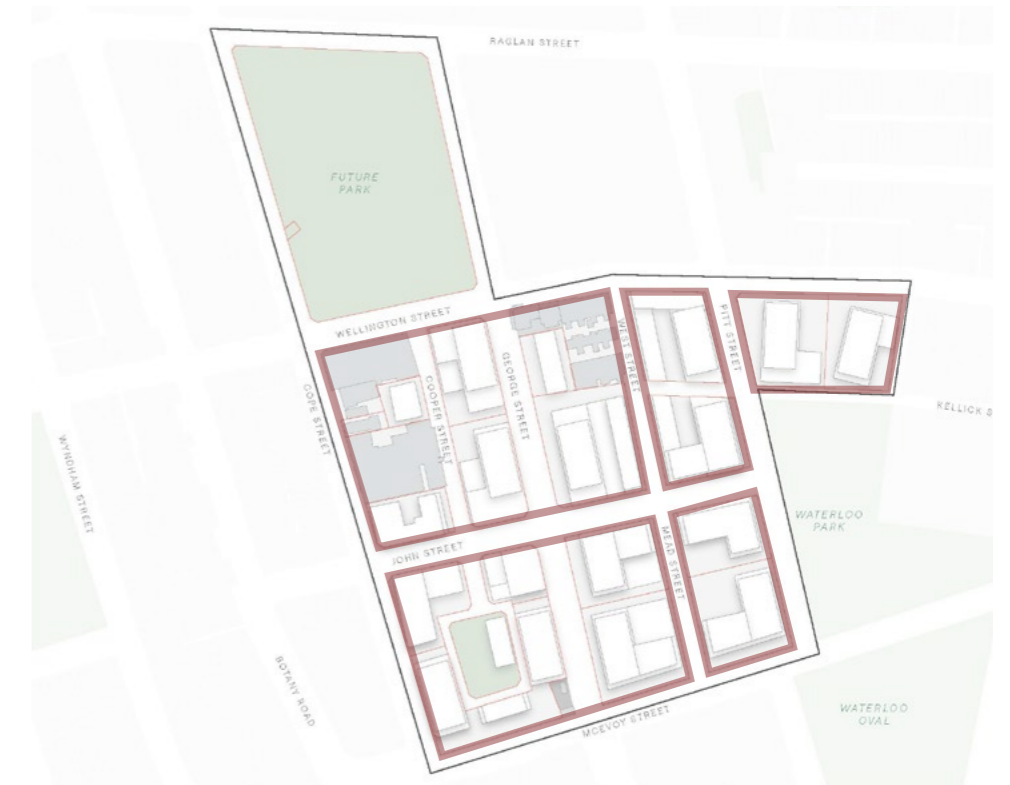 RAGLAN STREET
FUTURE
PARK
WELLINGTON STREET
PITT STREET
WEST STREET
GEORGE STREET
COOPER STREET
COPE STREET
KELLICK S
WYNDHAM STREET
WATERLOO
PARK
JOHN STREET
MEAD STREET
BOTANY ROAD
MCEVOY STREET
WATERLOO
OVAL